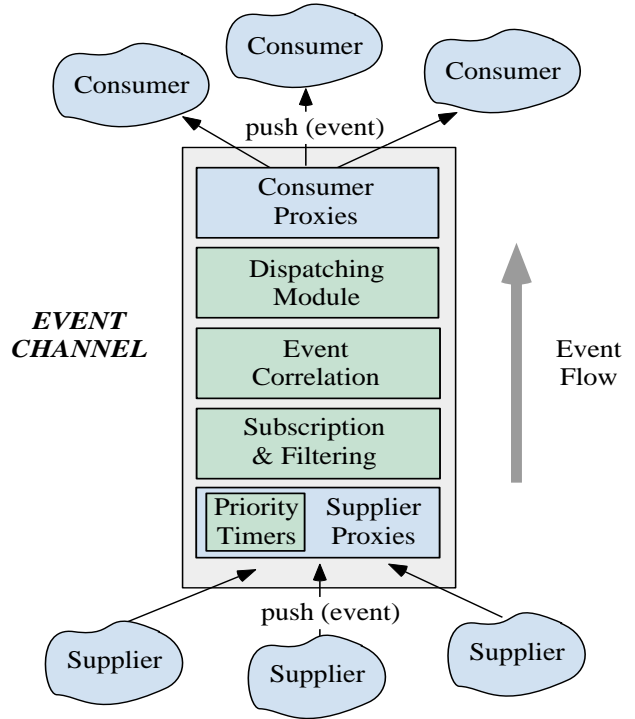 Consumer
Consumer
Consumer
push (event)
Consumer
Proxies
Dispatching
Module
EVENT
CHANNEL
Event
Correlation
Event
Flow
Subscription
& Filtering
Priority
Timers
Supplier
Proxies
push (event)
Supplier
Supplier
Supplier